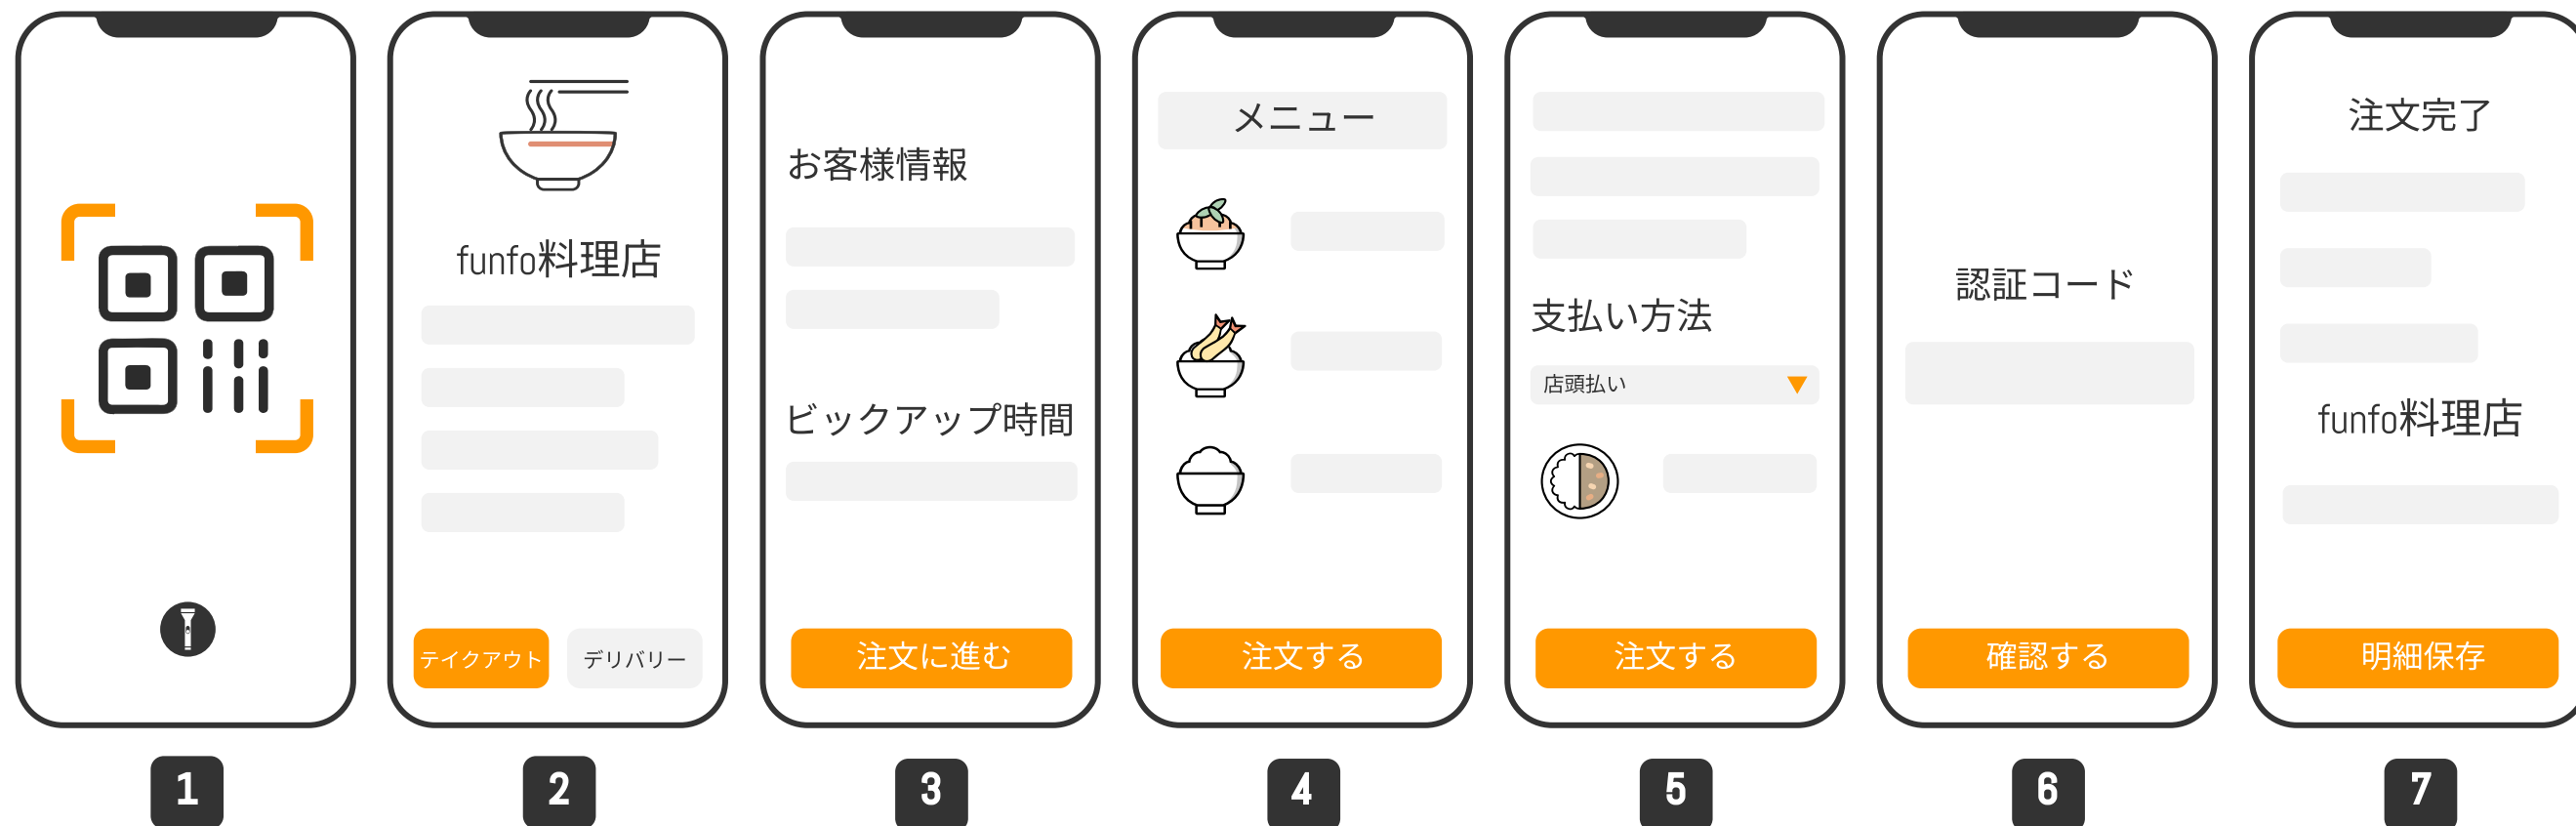 funfo料理店
テイクアウト
デリバリー
お客様情報
ビックアップ時間
注文に進む
メニュー
注文する
支払い方法
店頭払い
注文する
認証コード
確認する
注文完了
funfo料理店
明細保存
1
2
3
4
5
6
7